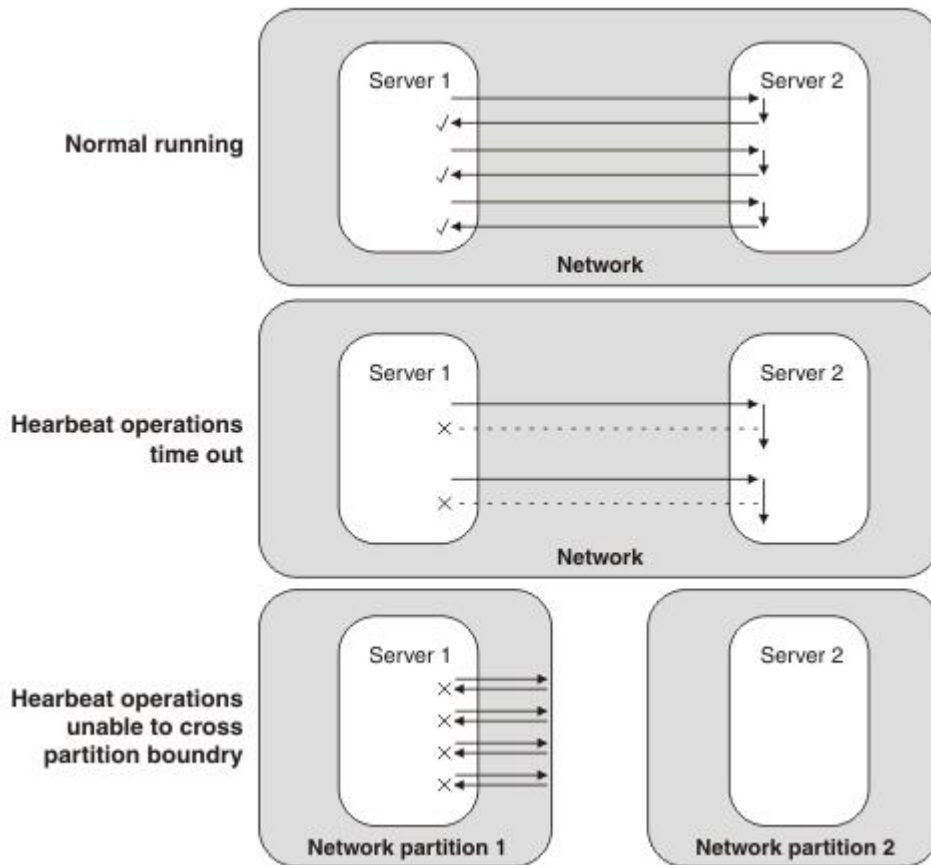 Normal running
Server 1
Server 2
Network
Hearbeat operations
time out
Server 1
Server 2
Network
Hearbeat operations
unable to cross
partition boundry
Server 1
Server 2
Network partition 1
Network partition 2